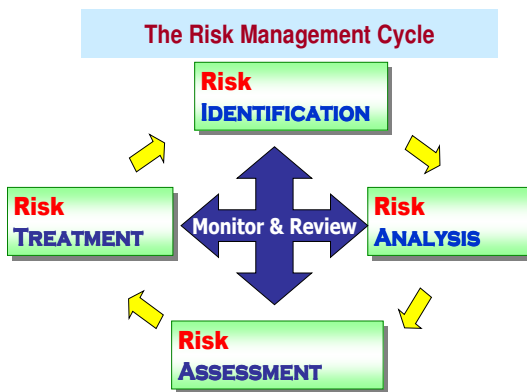 The Risk Management Cycle
Risk
IDENTIFICATION
Risk
TREATMENT
Monitor & Review
Risk
ANALYSIS
Risk
ASSESSMENT